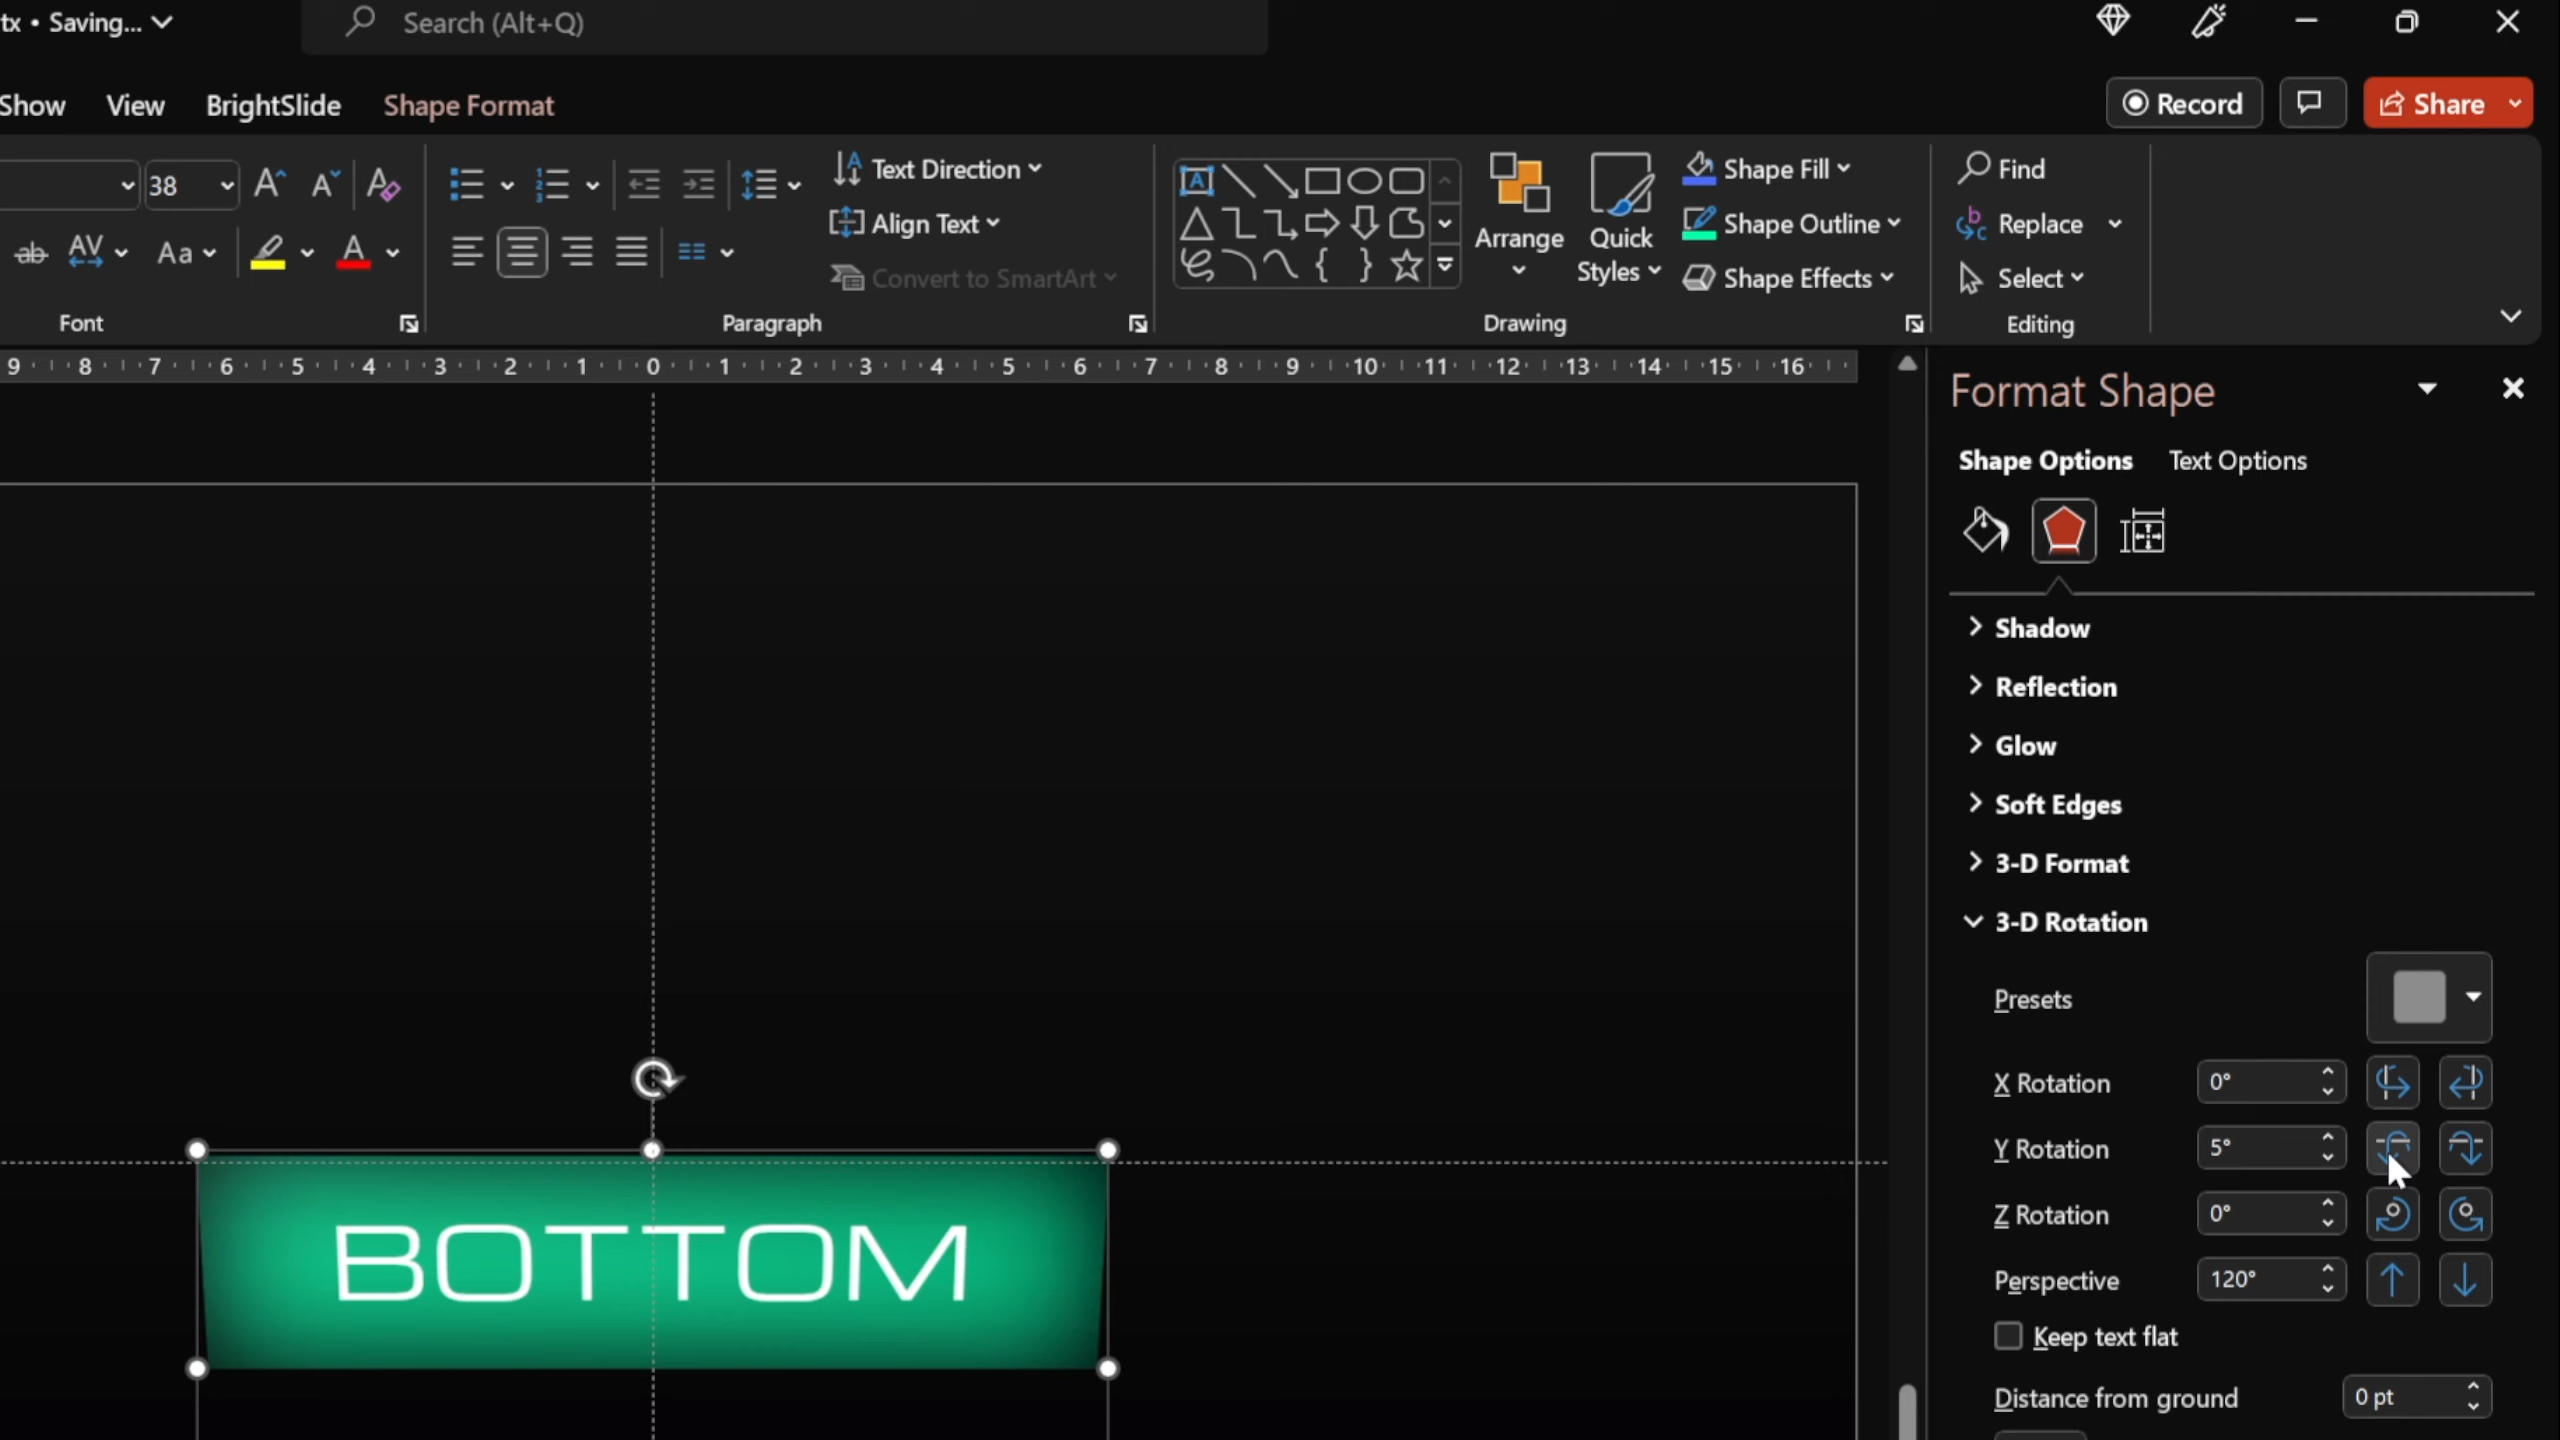 tx • Saving...
Search (Alt+Q)
Show View BrightSlide Shape Format
Record Share
38
Aa
Font
Text Direction
Align Text
Convert to SmartArt
Paragraph
Arrange
Quick
Styles
Shape Fill
Shape Outline
Shape Effects
Drawing
Find
Replace
Select
Editing
9 8 7 6 5 4 3 2 1 0 1 2 3 4 5 6 7 8 9 10 11 12 13 14 15 16
Format Shape
Shape Options Text Options
Shadow
Reflection
Glow
Soft Edges
3-D Format
3-D Rotation
Presets
X Rotation 0°
Y Rotation 5°
Z Rotation 0°
Perspective 120°
Keep text flat
Distance from ground 0 pt
BOTTOM